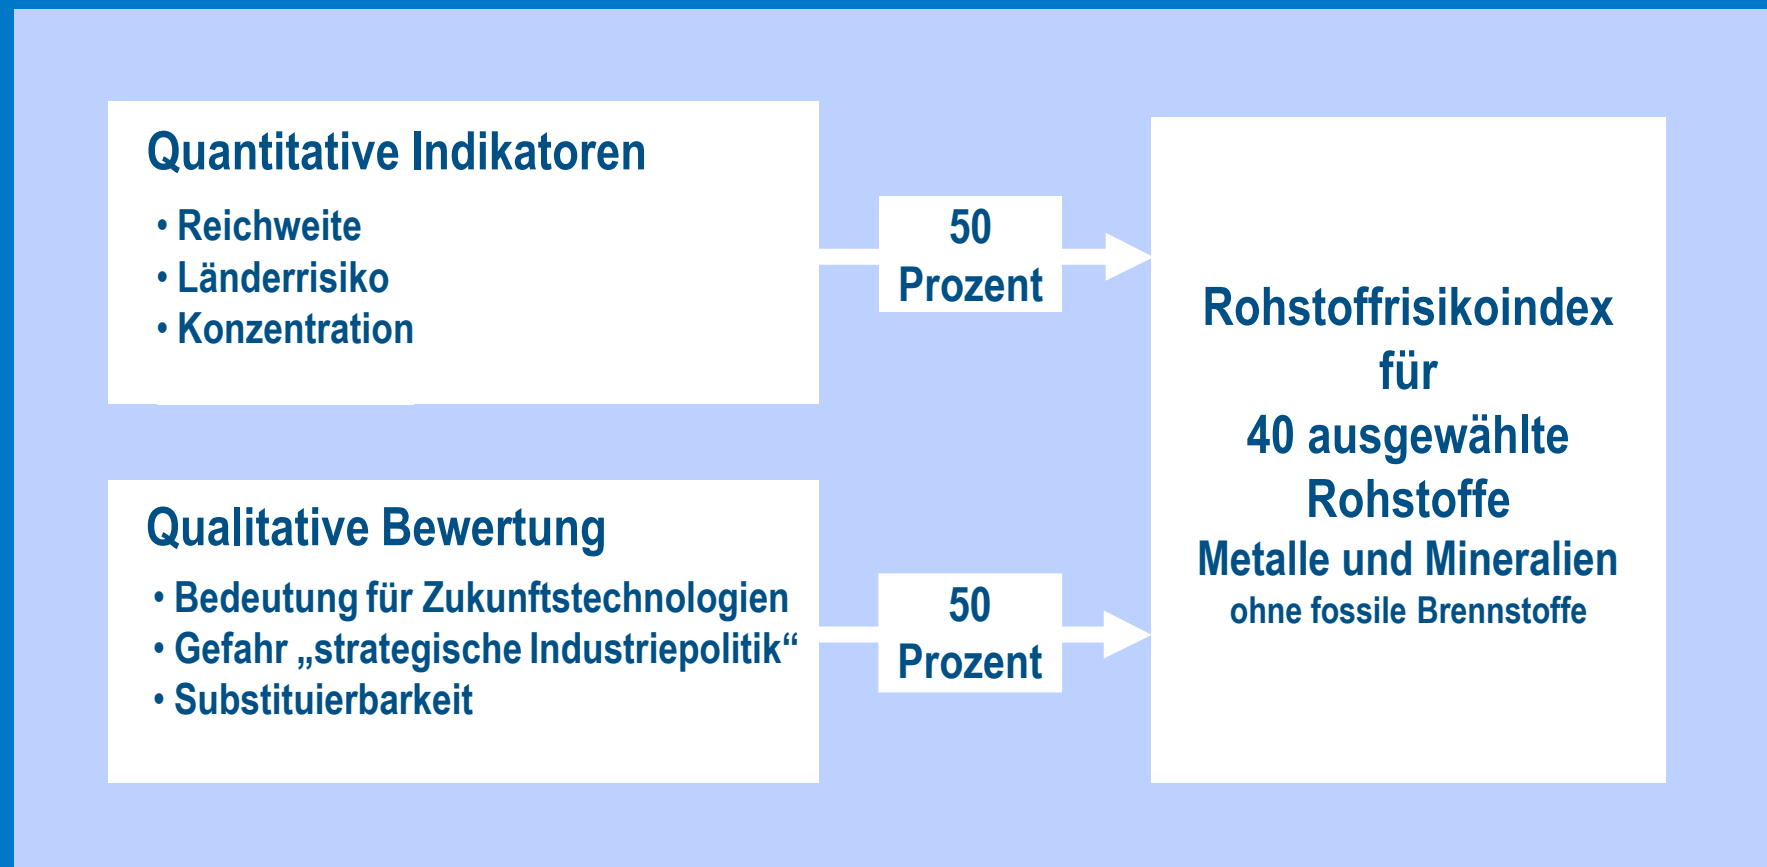 Quantitative Indikatoren
• Reichweite
• Länderrisiko
• Konzentration
50
Prozent
Qualitative Bewertung
• Bedeutung für Zukunftstechnologien
• Gefahr „strategische Industriepolitik“
• Substituierbarkeit
50
Prozent
Rohstoffrisikoindex
für
40 ausgewählte
Rohstoffe
Metalle und Mineralien
ohne fossile Brennstoffe